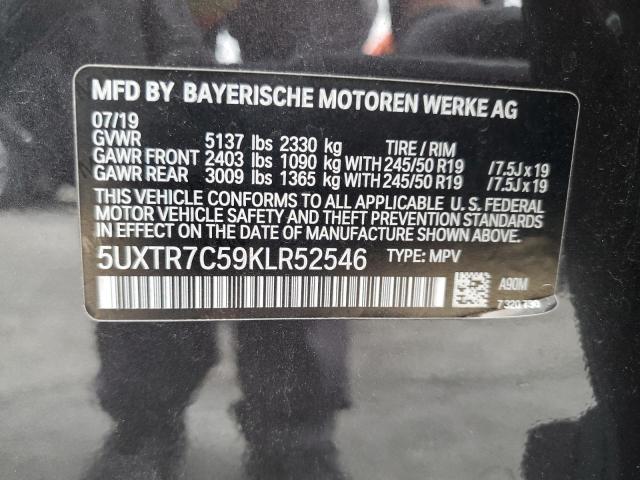 MFD BY BAYERISCHE MOTOREN WERKE AG
07/19
GVWR 5137 lbs 2330 kg TIRE / RIM
GAWR FRONT 2403 lbs 1090 kg WITH 245/50 R19 /7.5J x 19
GAWR REAR 3009 lbs 1365 kg WITH 245/50 R19 /7.5J x 19
THIS VEHICLE CONFORMS TO ALL APPLICABLE U. S. FEDERAL
MOTOR VEHICLE SAFETY AND THEFT PREVENTION STANDARDS
IN EFFECT ON THE DATE OF MANUFACTURE SHOWN ABOVE:
5UXTR7C59KLR52546 TYPE: MPV
A90M